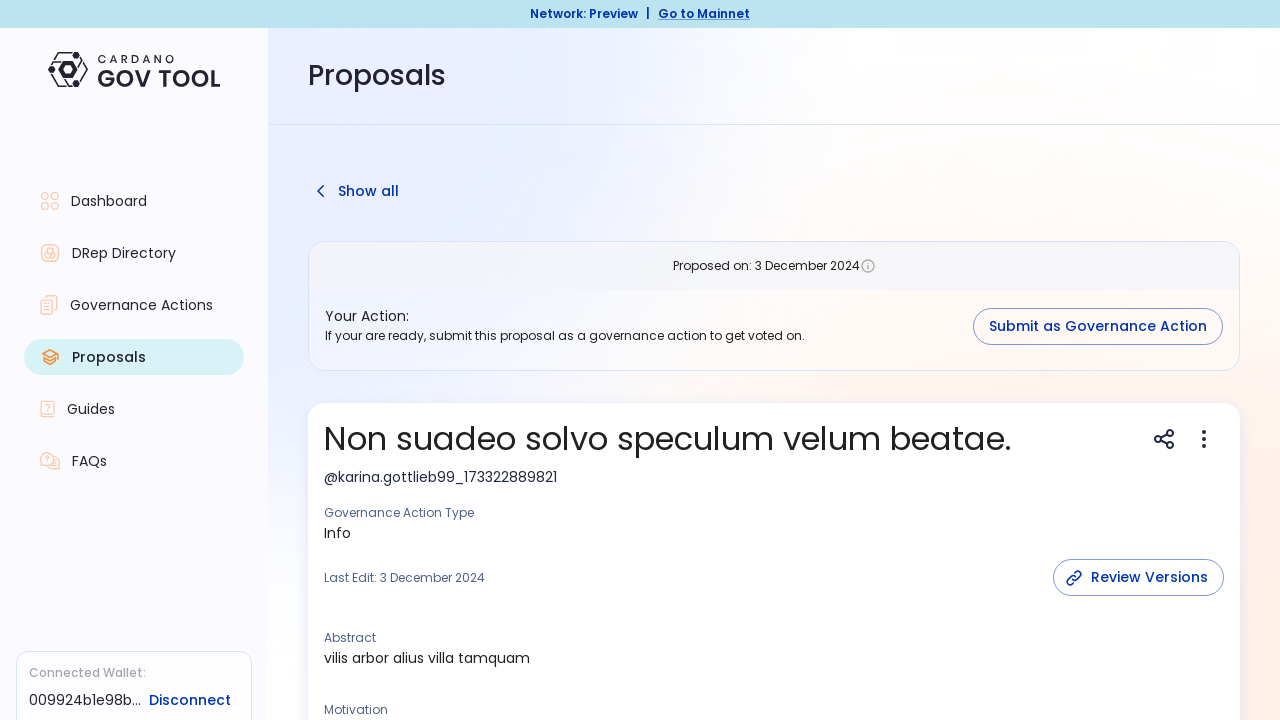 Network: Preview | Go to Mainnet
CARDANO
GOV TOOL
Proposals
Dashboard
DRep Directory
Governance Actions
Proposals
Guides
FAQs
Connected Wallet:
009924b1e98b... Disconnect
Show all
Proposed on: 3 December 2024
Your Action:
If your are ready, submit this proposal as a governance action to get voted on.
Submit as Governance Action
Non suadeo solvo speculum velum beatae.
@karina.gottlieb99_173322889821
Governance Action Type
Info
Last Edit: 3 December 2024
Review Versions
Abstract
vilis arbor alius villa tamquam
Motivation